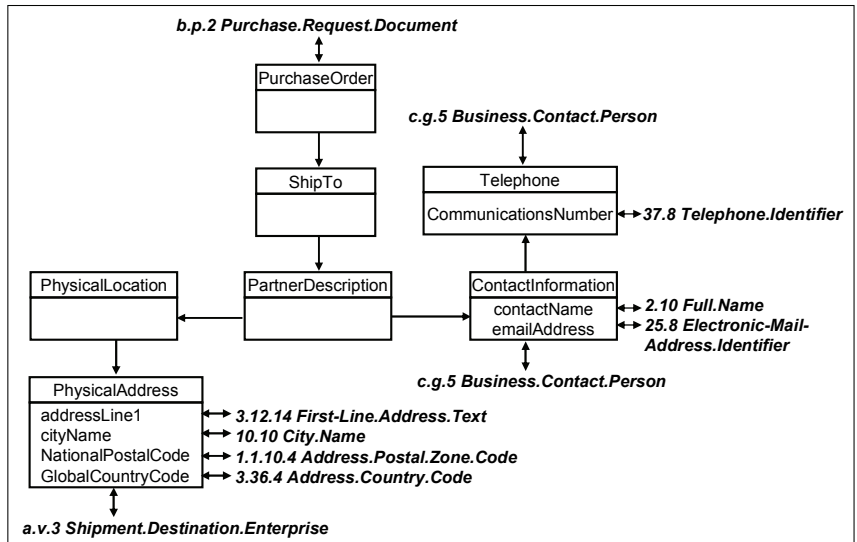 b.p.2 Purchase.Request.Document
PurchaseOrder
c.g.5 Business.Contact.Person
ShipTo
Telephone
CommunicationsNumber
37.8 Telephone.Identifier
PhysicalLocation
PartnerDescription
ContactInformation
contactName
emailAddress
2.10 Full.Name
25.8 Electronic-Mail-
Address.Identifier
c.g.5 Business.Contact.Person
PhysicalAddress
addressLine1
3.12.14 First-Line.Address.Text
cityName
10.10 City.Name
NationalPostalCode
1.1.10.4 Address.Postal.Zone.Code
GlobalCountryCode
3.36.4 Address.Country.Code
a.v.3 Shipment.Destination.Enterprise